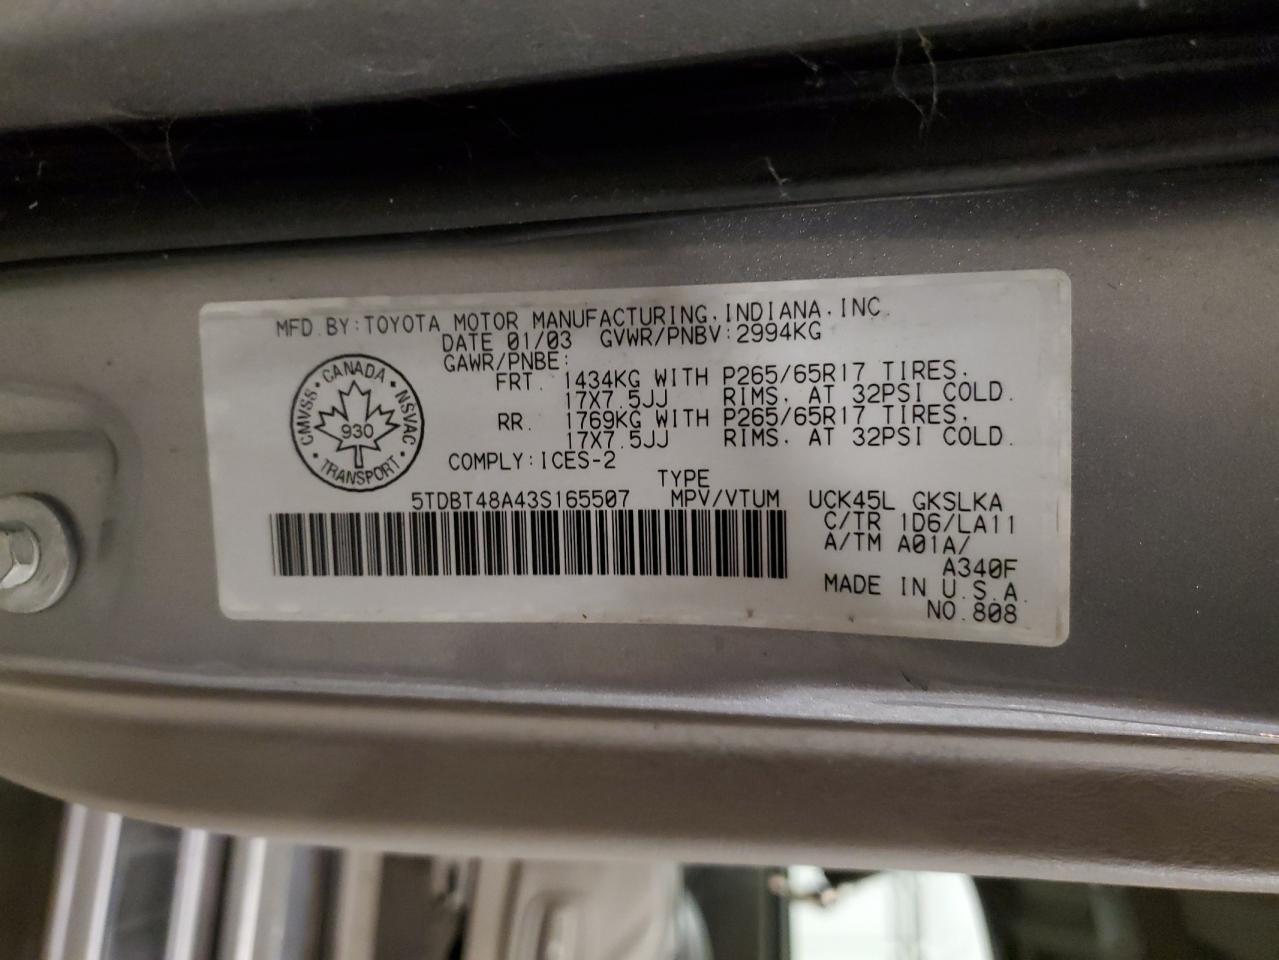 MFD.BY:TOYOTA MOTOR MANUFACTURING,INDIANA,INC.
DATE 01/03 GVWR/PNBV:2994KG
GAWR/PNBE:
FRT. 1434KG WITH P265/65R17 TIRES,
17X7.5JJ RIMS, AT 32PSI COLD.
RR. 1769KG WITH P265/65R17 TIRES,
17X7.5JJ RIMS, AT 32PSI COLD.
CMVSS · CANADA · NSVAC · TRANSPORT ·
930
COMPLY:ICES-2
TYPE
5TDBT48A43S165507 MPV/VTUM UCK45L GKSLKA
C/TR 1D6/LA11
A/TM A01A/
A340F
MADE IN U.S.A.
NO.808